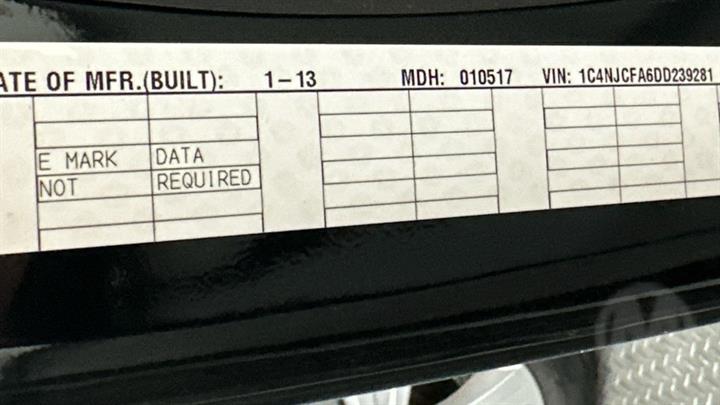 ATE OF MFR.(BUILT): 1-13 MDH: 010517 VIN: 1C4NJCFA6DD239281
E MARK DATA
NOT REQUIRED